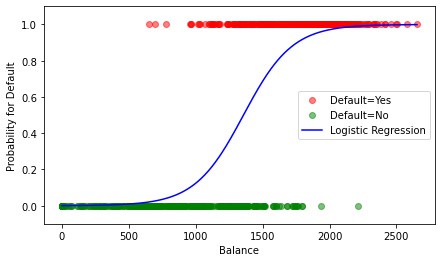 1.0
0.8
0.6
0.4
0.2
0.0
Probability for Default
Default=Yes
Default=No
Logistic Regression
0 500 1000 1500 2000 2500
Balance